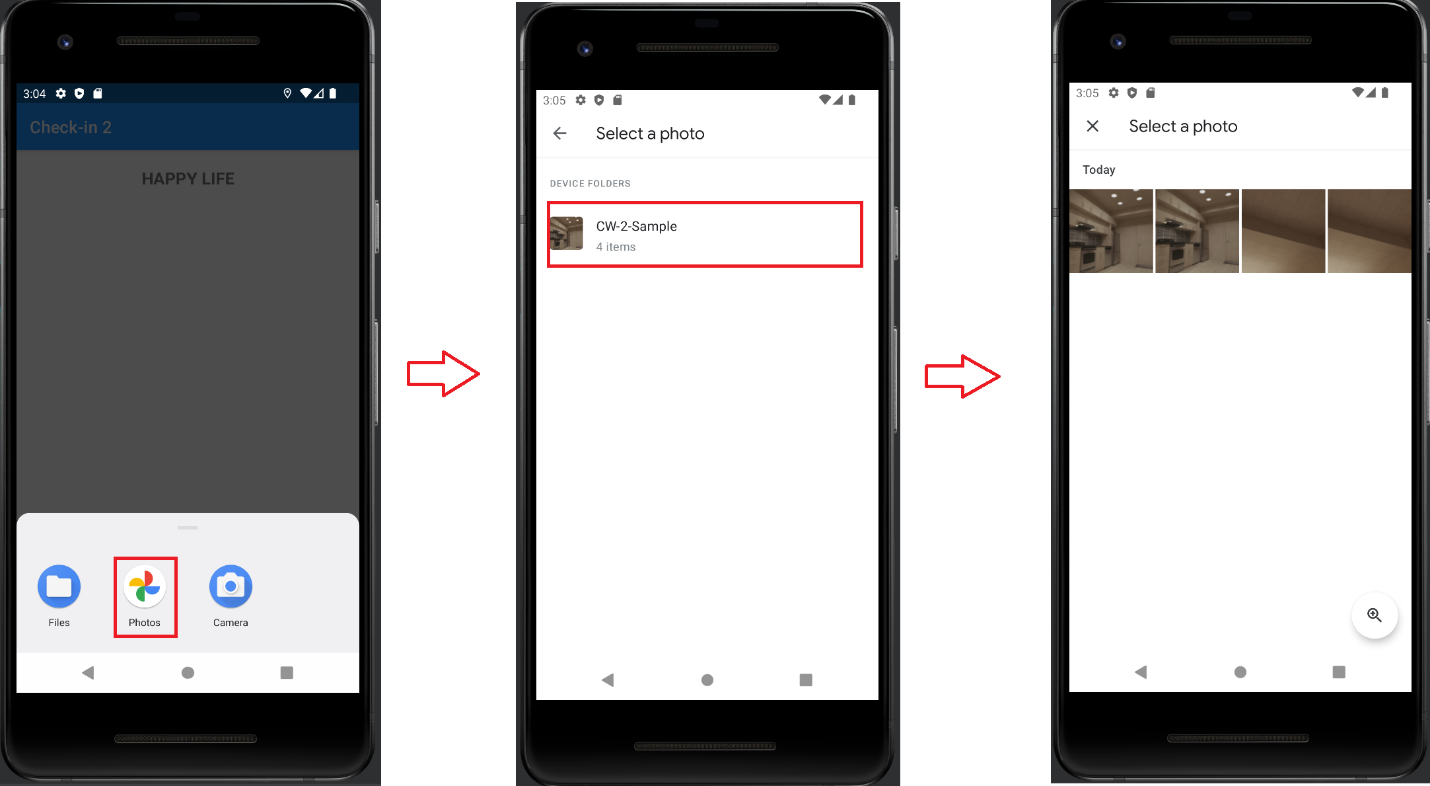 3:04
Check-in 2
HAPPY LIFE
Files
Photos
Camera
3:05
Select a photo
DEVICE FOLDERS
CW-2-Sample
4 items
3:05
Select a photo
Today